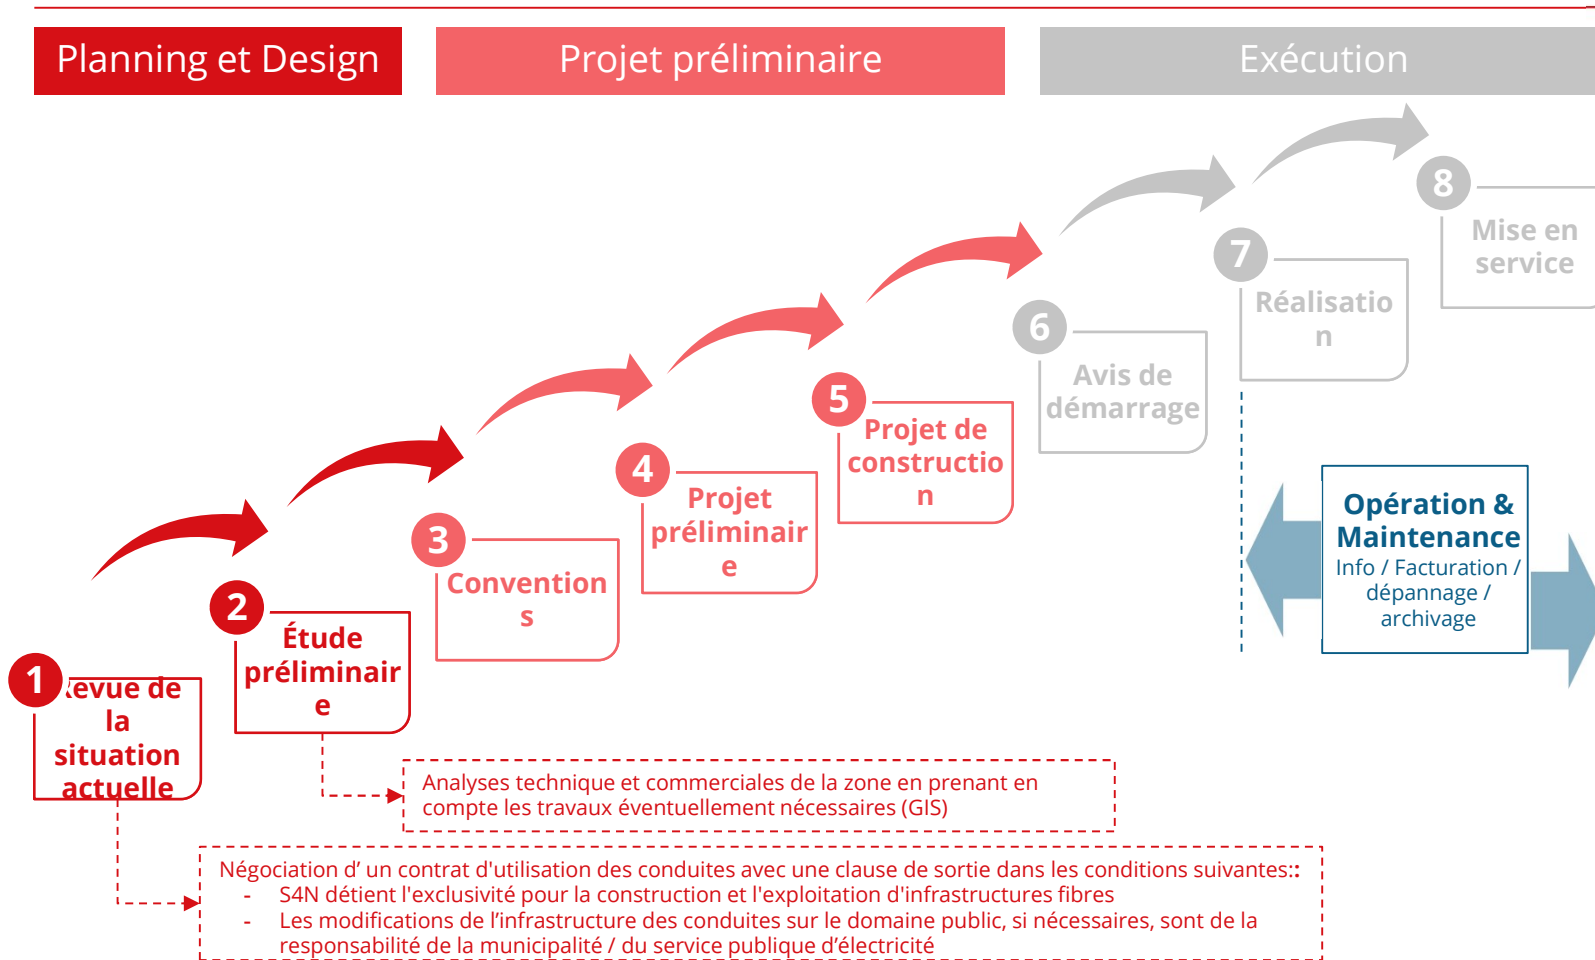 Planning et Design
Projet préliminaire
Exécution
1
Revue de
la
situation
actuelle
2
Étude
préliminair
e
3
Convention
s
4
Projet
préliminair
e
5
Projet de
constructio
n
6
Avis de
démarrage
7
Réalisatio
n
8
Mise en
service
Opération &
Maintenance
Info / Facturation /
dépannage /
archivage
Analyses technique et commerciales de la zone en prenant en
compte les travaux éventuellement nécessaires (GIS)
Négociation d’ un contrat d'utilisation des conduites avec une clause de sortie dans les conditions suivantes::
- S4N détient l'exclusivité pour la construction et l'exploitation d'infrastructures fibres
- Les modifications de l’infrastructure des conduites sur le domaine public, si nécessaires, sont de la
responsabilité de la municipalité / du service publique d’électricité